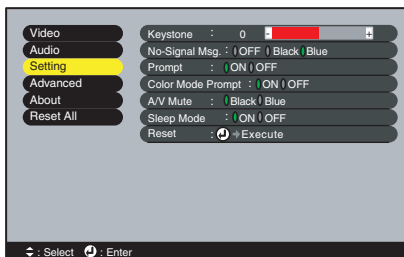 Video
Audio
Setting
Advanced
About
Reset All
Keystone : 0 - +
No-Signal Msg. : OFF Black Blue
Prompt : ON OFF
Color Mode Prompt : ON OFF
A/V Mute : Black Blue
Sleep Mode : ON OFF
Reset : Execute
: Select : Enter